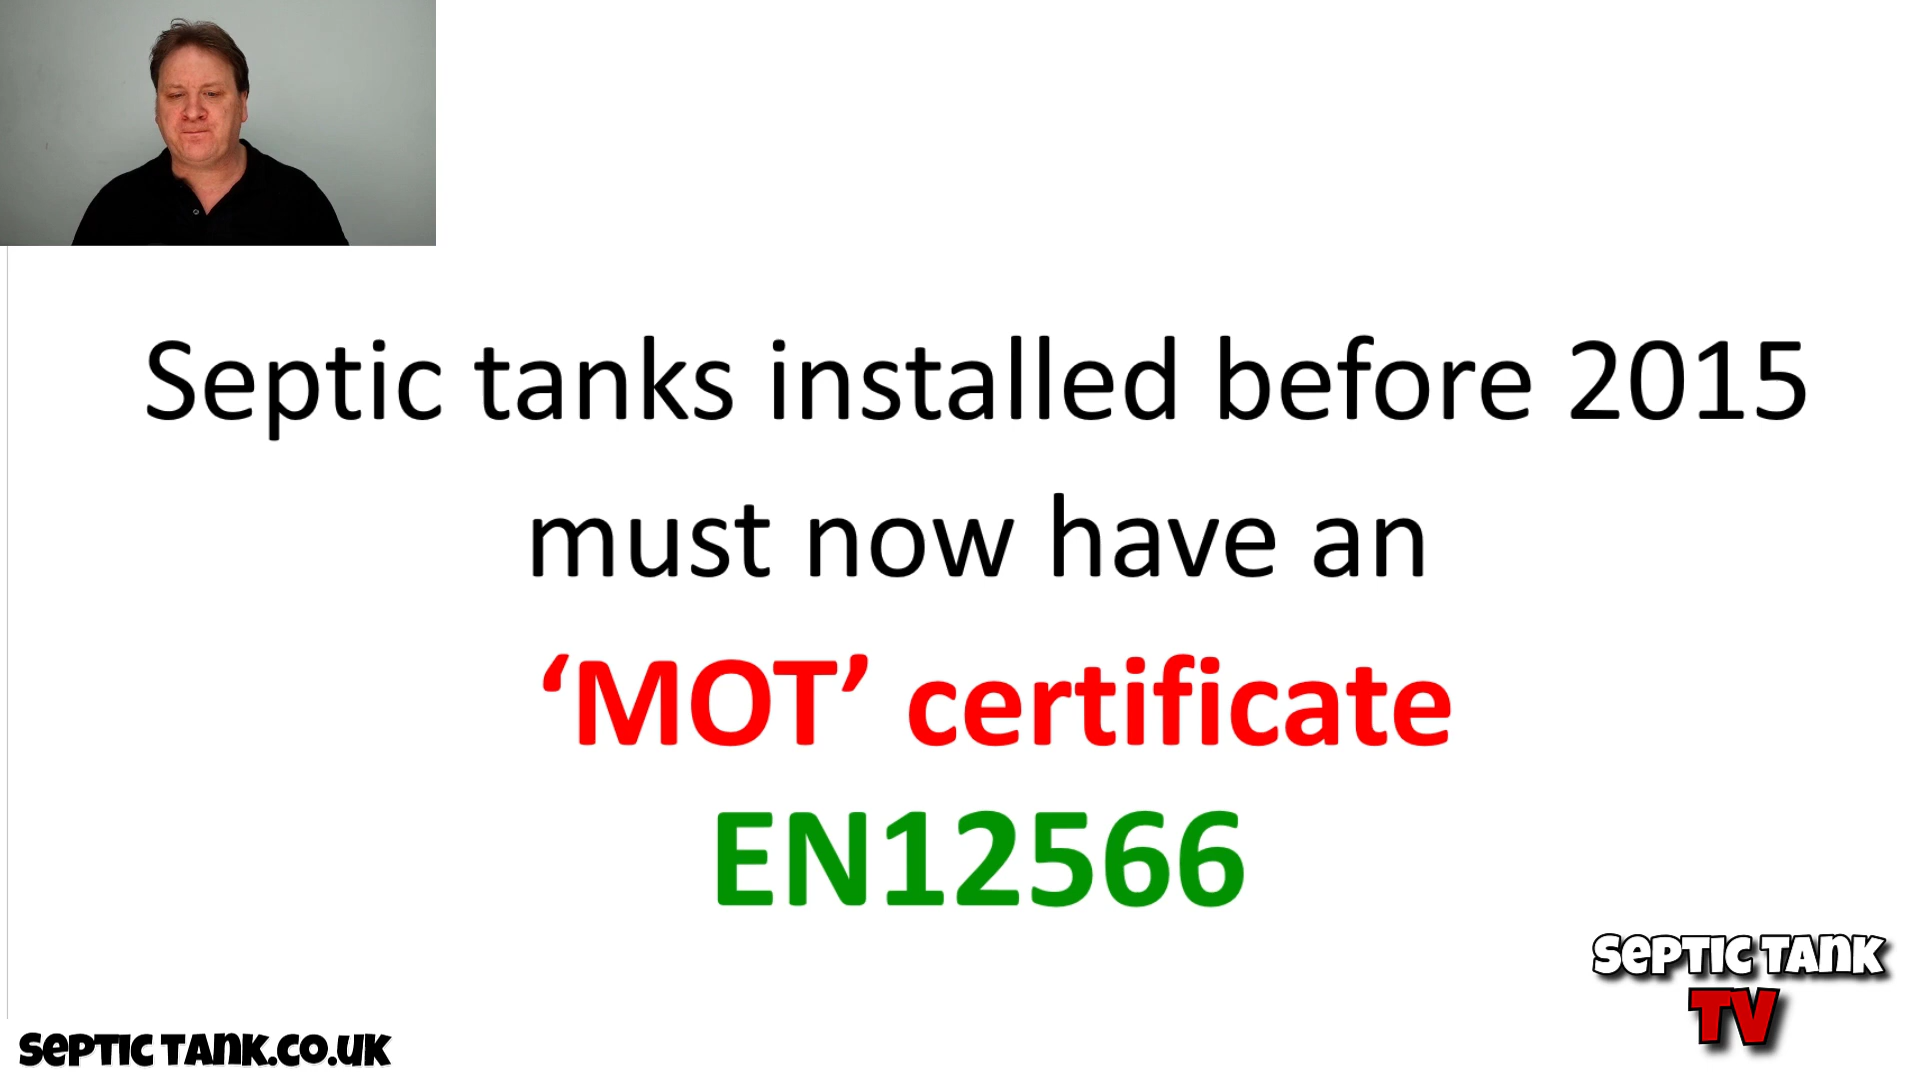 Septic tanks installed before 2015
must now have an
‘MOT’ certificate
EN12566
SEPTIC TANK
TV
SEPTIC TANK.CO.UK